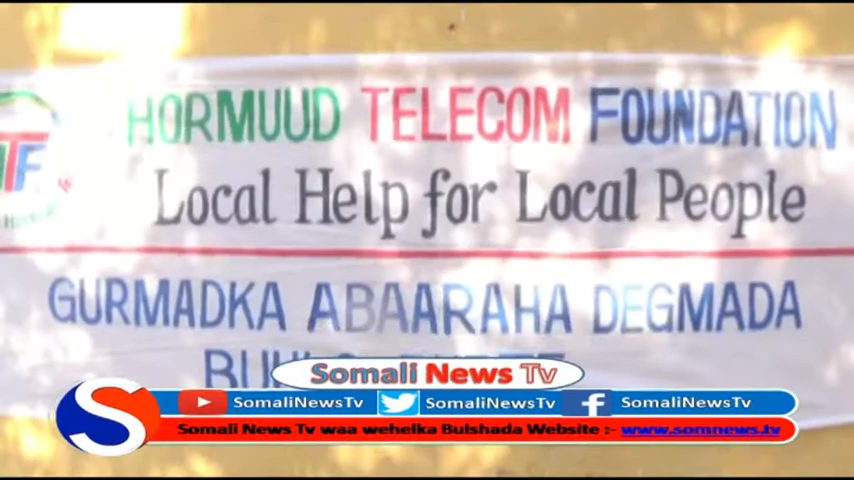 HORMUUD TELECOM FOUNDATION
Local Help for Local People
GURMADKA ABAARAHA DEGMADA
Somali News Tv
SomaliNewsTv SomaliNewsTv SomaliNewsTv
Somali News Tv waa wehelka Bulshada Website :- www.somnews.tv